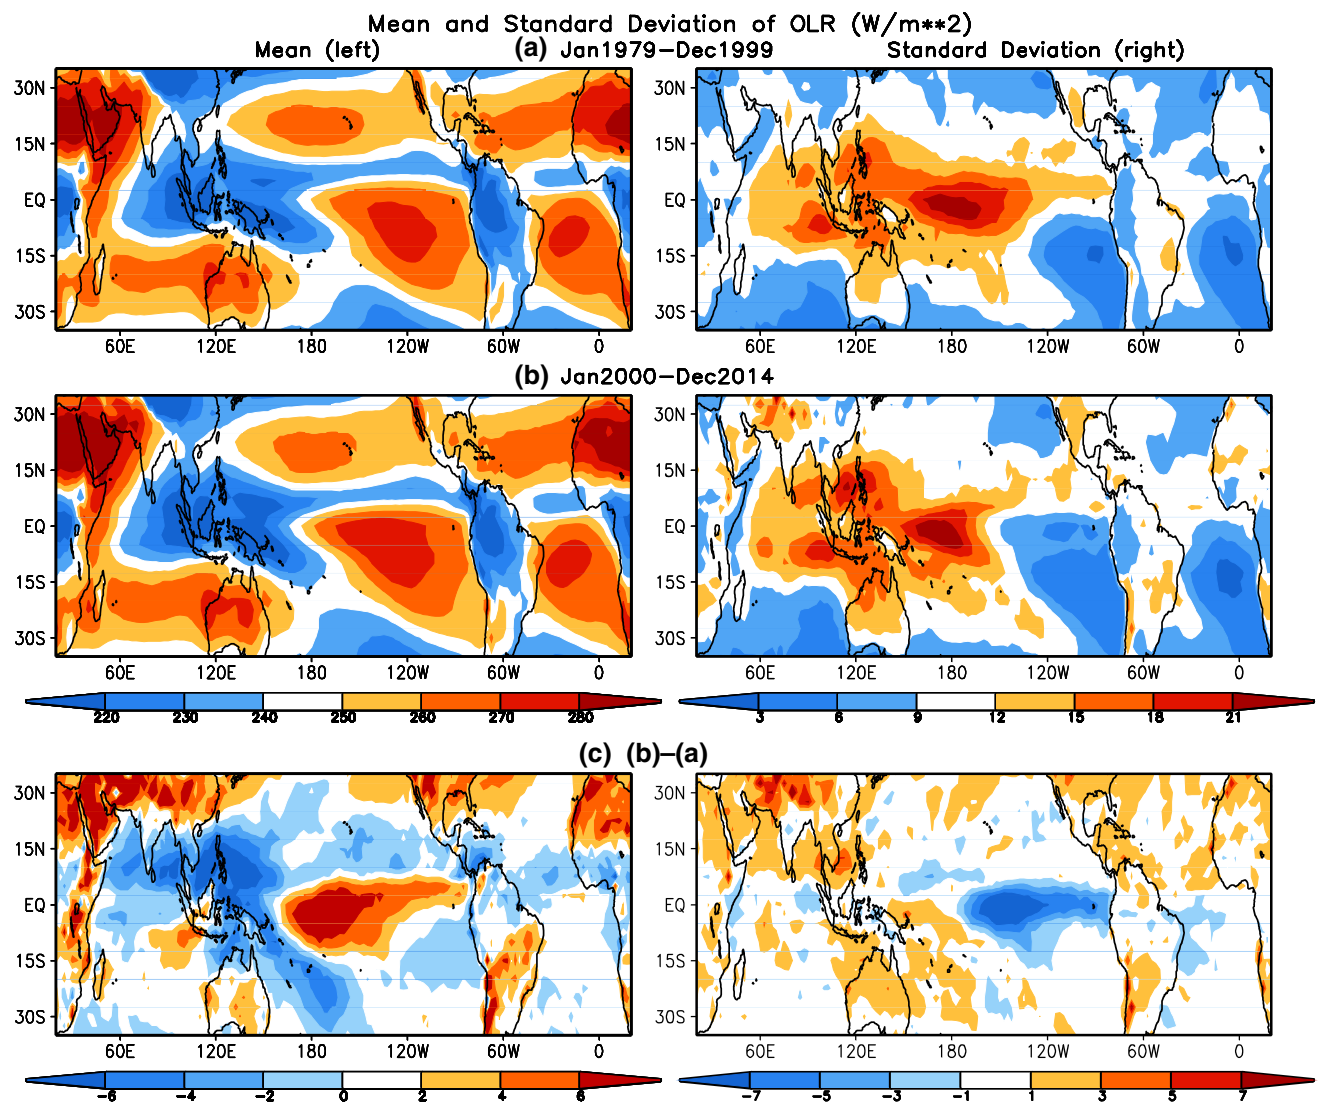 Mean and Standard Deviation of OLR (W/m**2)
Mean (left) (a) Jan1979–Dec1999 Standard Deviation (right)
30N
15N
EQ
15S
30S
60E 120E 180 120W 60W 0
30N
15N
EQ
15S
30S
60E 120E 180 120W 60W 0
(b) Jan2000–Dec2014
30N
15N
EQ
15S
30S
60E 120E 180 120W 60W 0
30N
15N
EQ
15S
30S
60E 120E 180 120W 60W 0
220 230 240 250 260 270 280
3 6 9 12 15 18 21
(c) (b)–(a)
30N
15N
EQ
15S
30S
60E 120E 180 120W 60W 0
30N
15N
EQ
15S
30S
60E 120E 180 120W 60W 0
-6 -4 -2 0 2 4 6
-7 -5 -3 -1 1 3 5 7